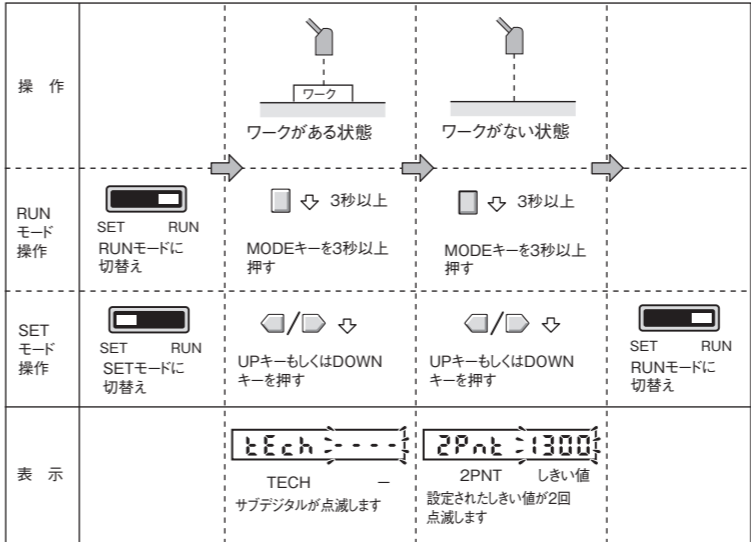 操 作
ワーク
ワークがある状態
ワークがない状態
RUN
モード
操作
SET RUN
RUNモードに
切替え
3秒以上
MODEキーを3秒以上
押す
3秒以上
MODEキーを3秒以上
押す
SET
モード
操作
SET RUN
SETモードに
切替え
/
UPキーもしくはDOWN
キーを押す
/
UPキーもしくはDOWN
キーを押す
SET RUN
RUNモードに
切替え
表 示
tEch ----
TECH –
サブデジタルが点滅します
2Pnt 1300
2PNT しきい値
設定されたしきい値が2回
点滅します